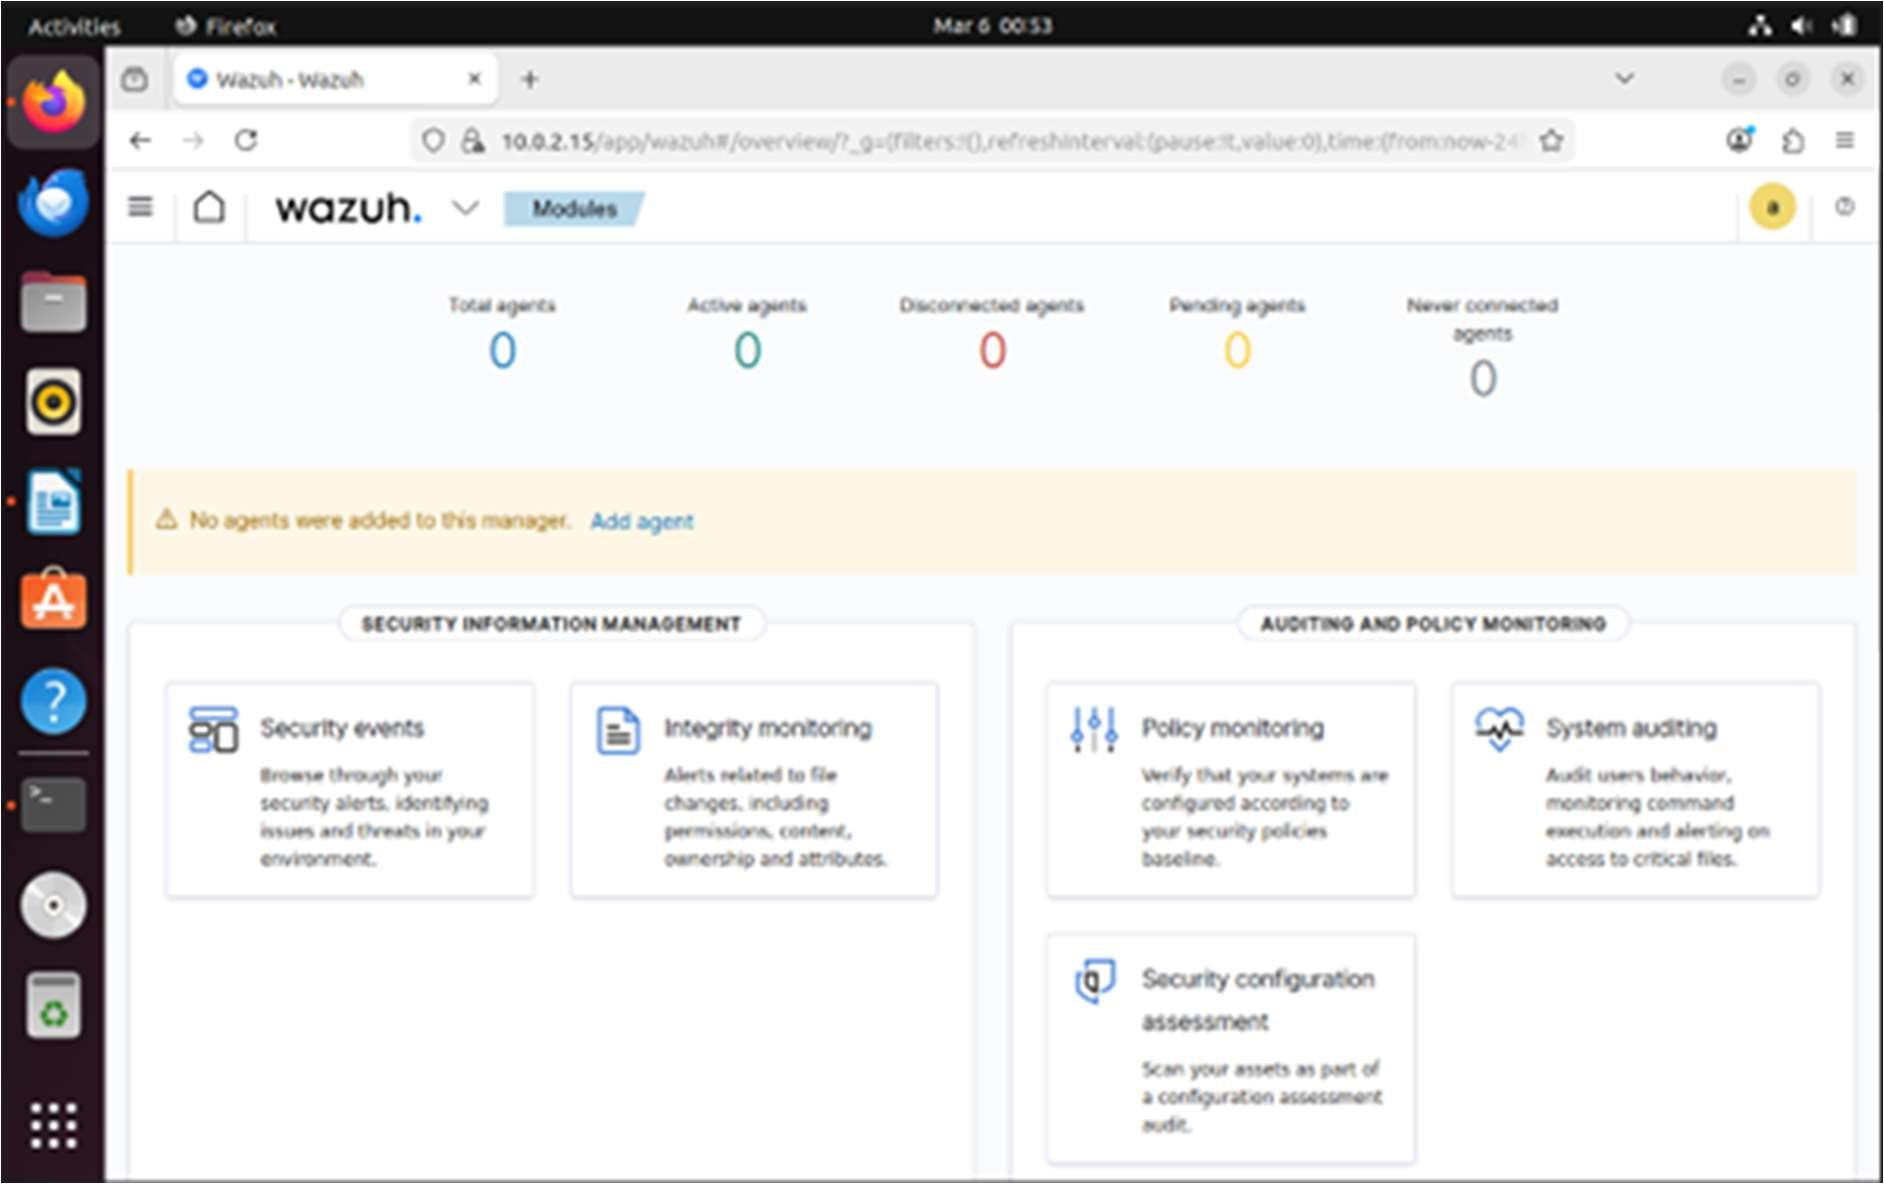 Activities
Firefox
Mar 6 00:53
Wazuh - Wazuh
10.0.2.15/app/wazuh#/overview/?_g=(filters:!(),refreshInterval:(pause:!t,value:0),time:(from:now-24
wazuh.
Modules
a
Total agents
0
Active agents
0
Disconnected agents
0
Pending agents
0
Never connected
agents
0
No agents were added to this manager. Add agent
SECURITY INFORMATION MANAGEMENT
Security events
Browse through your
security alerts, identifying
issues and threats in your
environment.
Integrity monitoring
Alerts related to file
changes, including
permissions, content,
ownership and attributes.
AUDITING AND POLICY MONITORING
Policy monitoring
Verify that your systems are
configured according to
your security policies
baseline.
System auditing
Audit users behavior,
monitoring command
execution and alerting on
access to critical files.
Security configuration
assessment
Scan your assets as part of
a configuration assessment
audit.